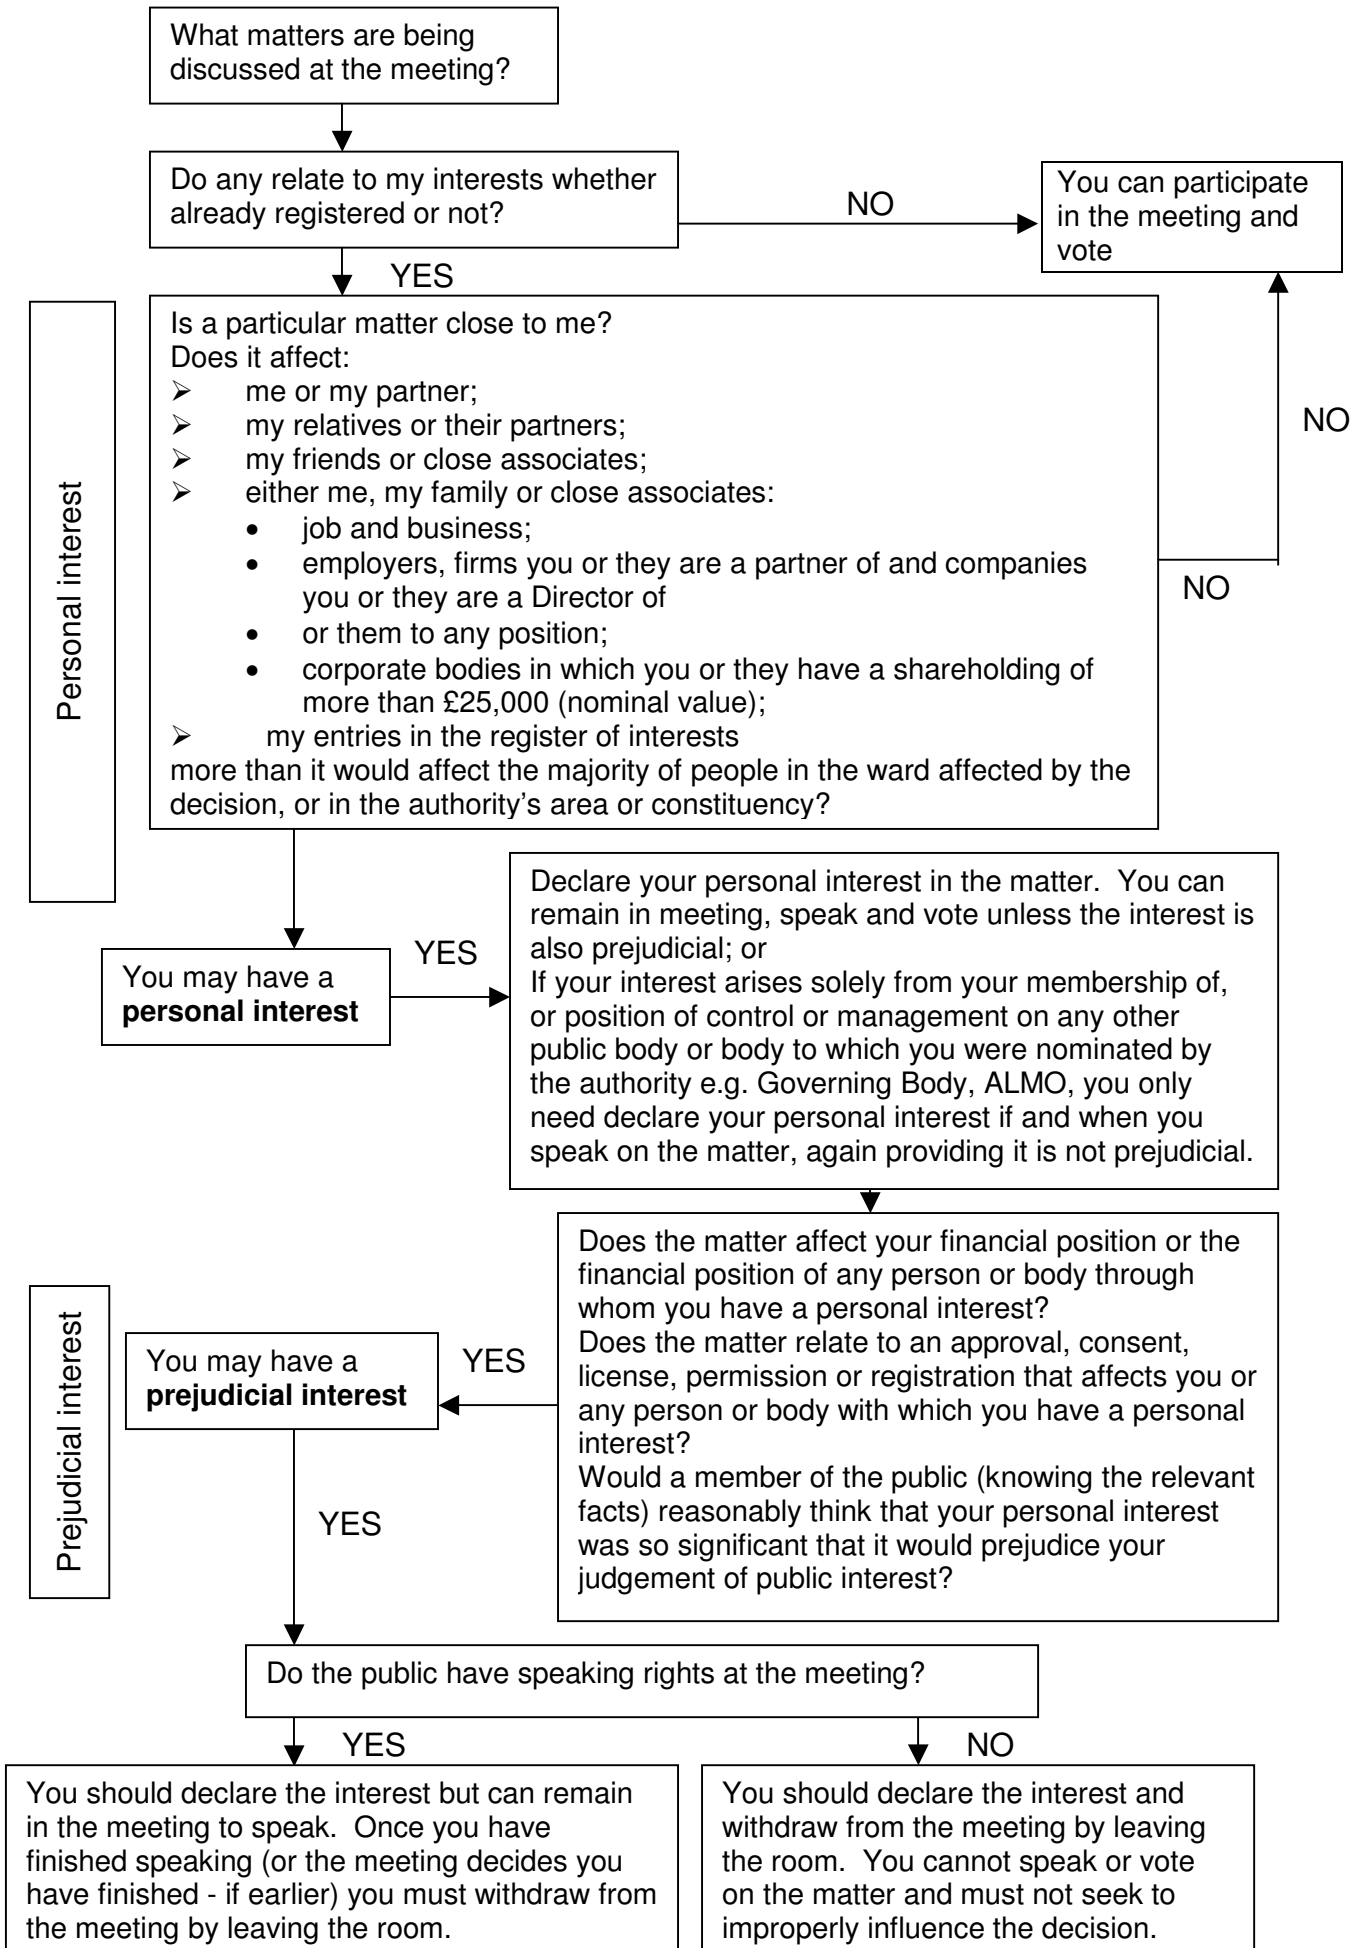 What matters are being
discussed at the meeting?
Do any relate to my interests whether
already registered or not?
NO
You can participate
in the meeting and
vote
YES
Personal interest
Is a particular matter close to me?
Does it affect:
➢ me or my partner;
➢ my relatives or their partners;
➢ my friends or close associates;
➢ either me, my family or close associates:
• job and business;
• employers, firms you or they are a partner of and companies
you or they are a Director of
• or them to any position;
• corporate bodies in which you or they have a shareholding of
more than £25,000 (nominal value);
➢ my entries in the register of interests
more than it would affect the majority of people in the ward affected by the
decision, or in the authority's area or constituency?
NO
NO
You may have a
personal interest
YES
Declare your personal interest in the matter. You can
remain in meeting, speak and vote unless the interest is
also prejudicial; or
If your interest arises solely from your membership of,
or position of control or management on any other
public body or body to which you were nominated by
the authority e.g. Governing Body, ALMO, you only
need declare your personal interest if and when you
speak on the matter, again providing it is not prejudicial.
Prejudicial interest
Does the matter affect your financial position or the
financial position of any person or body through
whom you have a personal interest?
Does the matter relate to an approval, consent,
license, permission or registration that affects you or
any person or body with which you have a personal
interest?
Would a member of the public (knowing the relevant
facts) reasonably think that your personal interest
was so significant that it would prejudice your
judgement of public interest?
YES
You may have a
prejudicial interest
YES
Do the public have speaking rights at the meeting?
YES
NO
You should declare the interest but can remain
in the meeting to speak. Once you have
finished speaking (or the meeting decides you
have finished - if earlier) you must withdraw from
the meeting by leaving the room.
You should declare the interest and
withdraw from the meeting by leaving
the room. You cannot speak or vote
on the matter and must not seek to
improperly influence the decision.